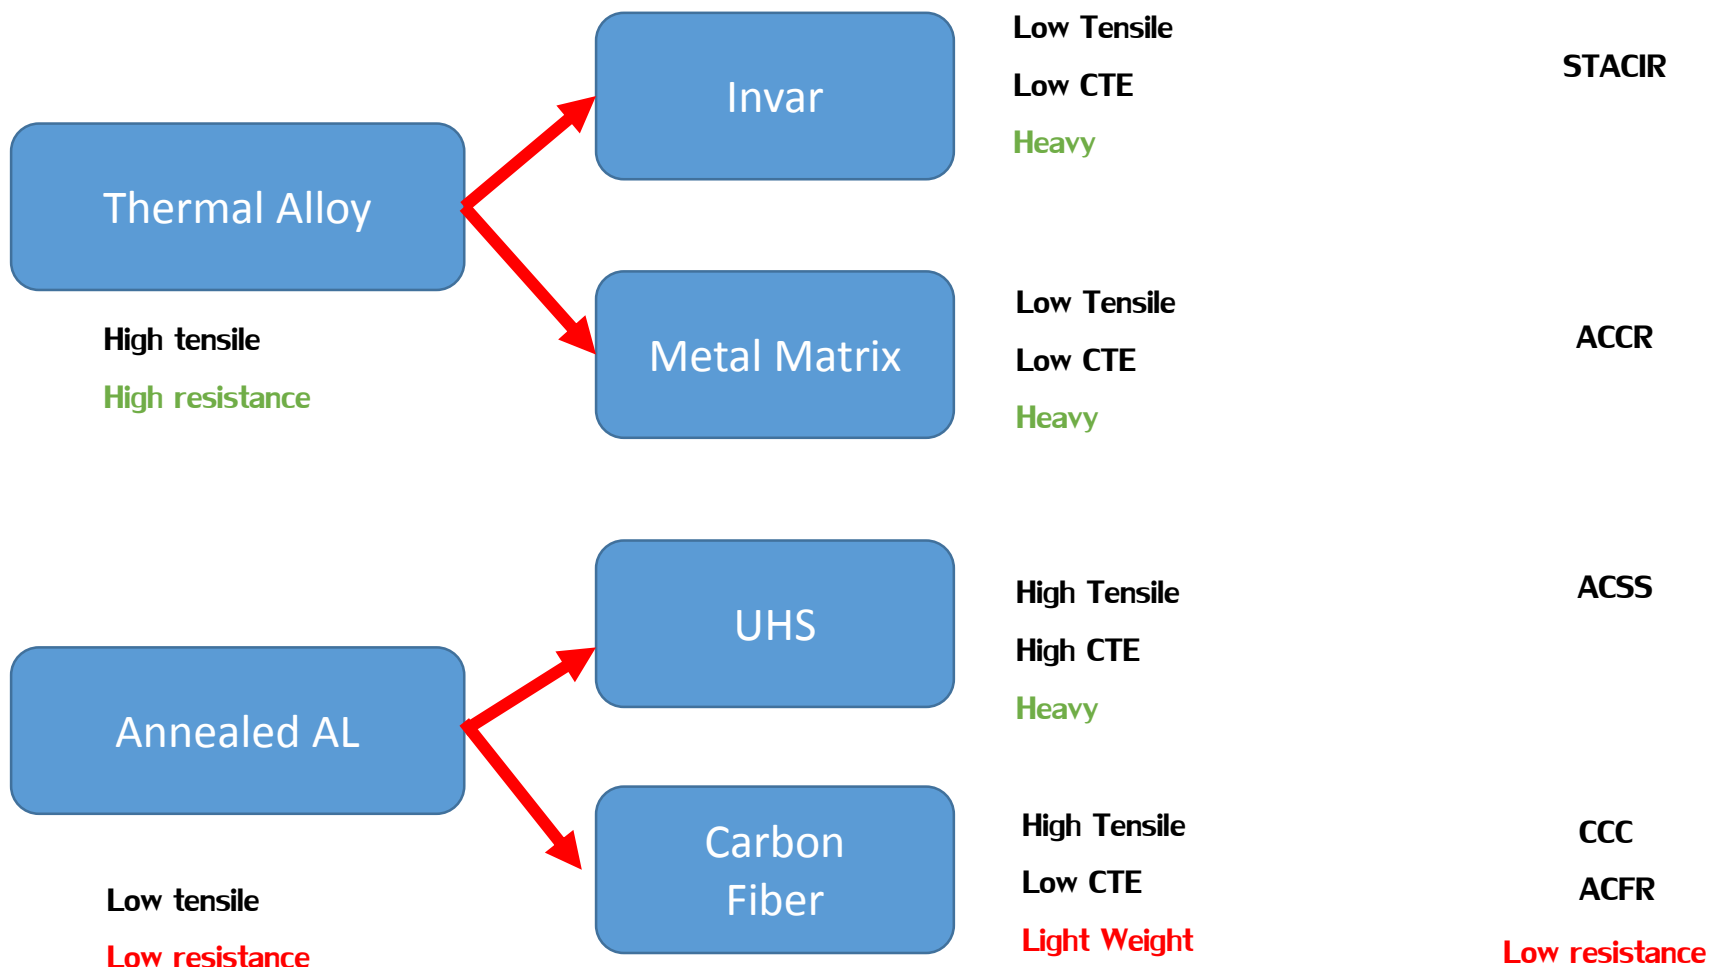 Low Tensile
STACIR
Invar
Low CTE
Heavy
Thermal Alloy
Low Tensile
High tensile
ACCR
Metal Matrix
Low CTE
High resistance
Heavy
High Tensile
ACSS
UHS
High CTE
Heavy
Annealed AL
High Tensile
CCC
Carbon
Fiber
Low CTE
ACFR
Low tensile
Light Weight
Low resistance
Low resistance